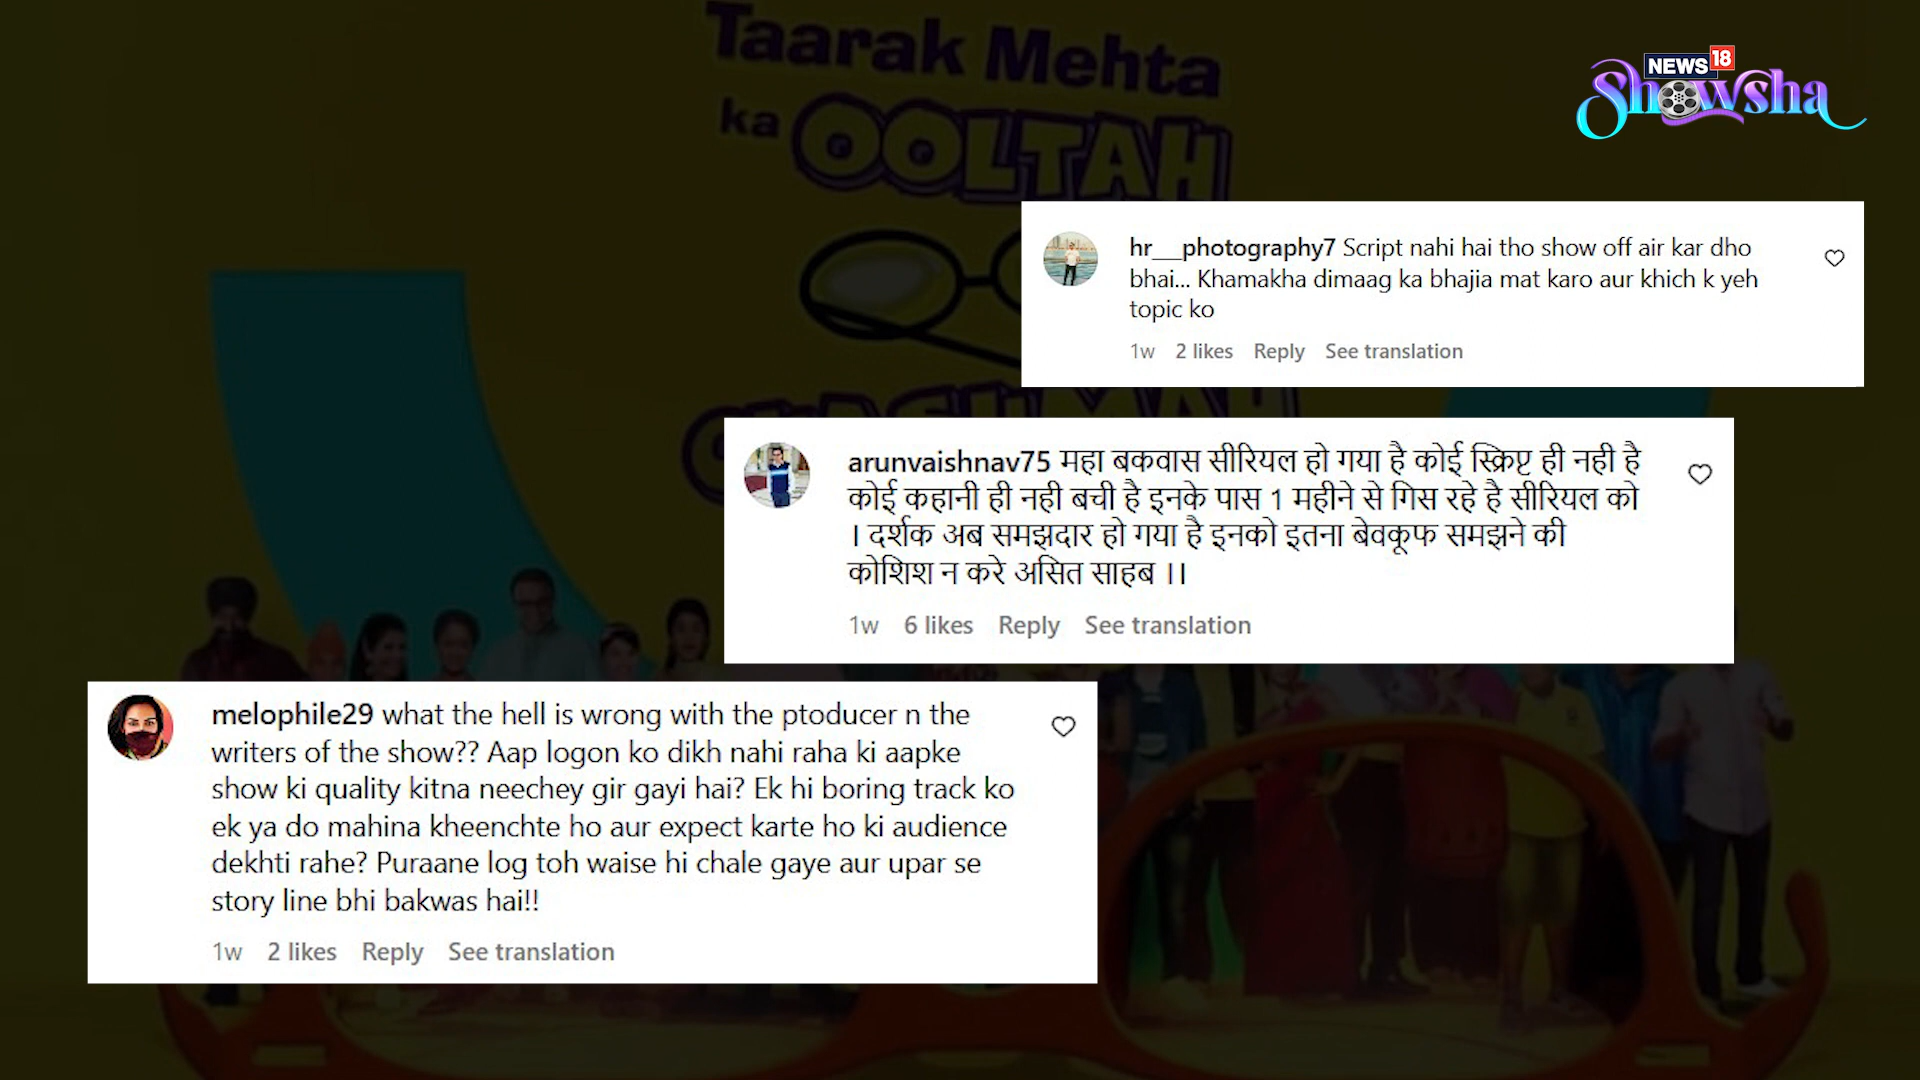 Taarak Mehta
ka OOLTAH
CHASHMAH
NEWS 18
Showsha
hr__photography7 Script nahi hai tho show off air kar dho
bhai... Khamakha dimaag ka bhajia mat karo aur khich k yeh
topic ko
1w 2 likes Reply See translation
arunvaishnav75 महा बकवास सीरियल हो गया है कोई स्क्रिप्ट ही नही है
कोई कहानी ही नही बची है इनके पास 1 महीने से गिस रहे है सीरियल को
। दर्शक अब समझदार हो गया है इनको इतना बेवकूफ समझने की
कोशिश न करे असित साहब ।।
1w 6 likes Reply See translation
melophile29 what the hell is wrong with the ptoducer n the
writers of the show?? Aap logon ko dikh nahi raha ki aapke
show ki quality kitna neechey gir gayi hai? Ek hi boring track ko
ek ya do mahina kheenchte ho aur expect karte ho ki audience
dekhti rahe? Puraane log toh waise hi chale gaye aur upar se
story line bhi bakwas hai!!
1w 2 likes Reply See translation